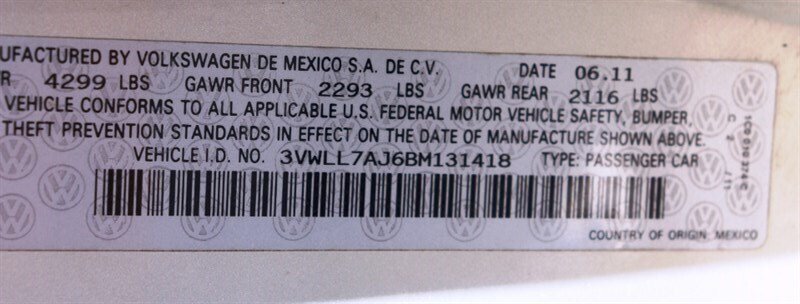 UFACTURED BY VOLKSWAGEN DE MEXICO S.A. DE C.V. DATE 06.11
R 4299 LBS GAWR FRONT 2293 LBS GAWR REAR 2116 LBS
VEHICLE CONFORMS TO ALL APPLICABLE U.S. FEDERAL MOTOR VEHICLE SAFETY, BUMPER,
THEFT PREVENTION STANDARDS IN EFFECT ON THE DATE OF MANUFACTURE SHOWN ABOVE.
VEHICLE I.D. NO. 3VWLL7AJ6BM131418 TYPE: PASSENGER CAR
COUNTRY OF ORIGIN: MEXICO